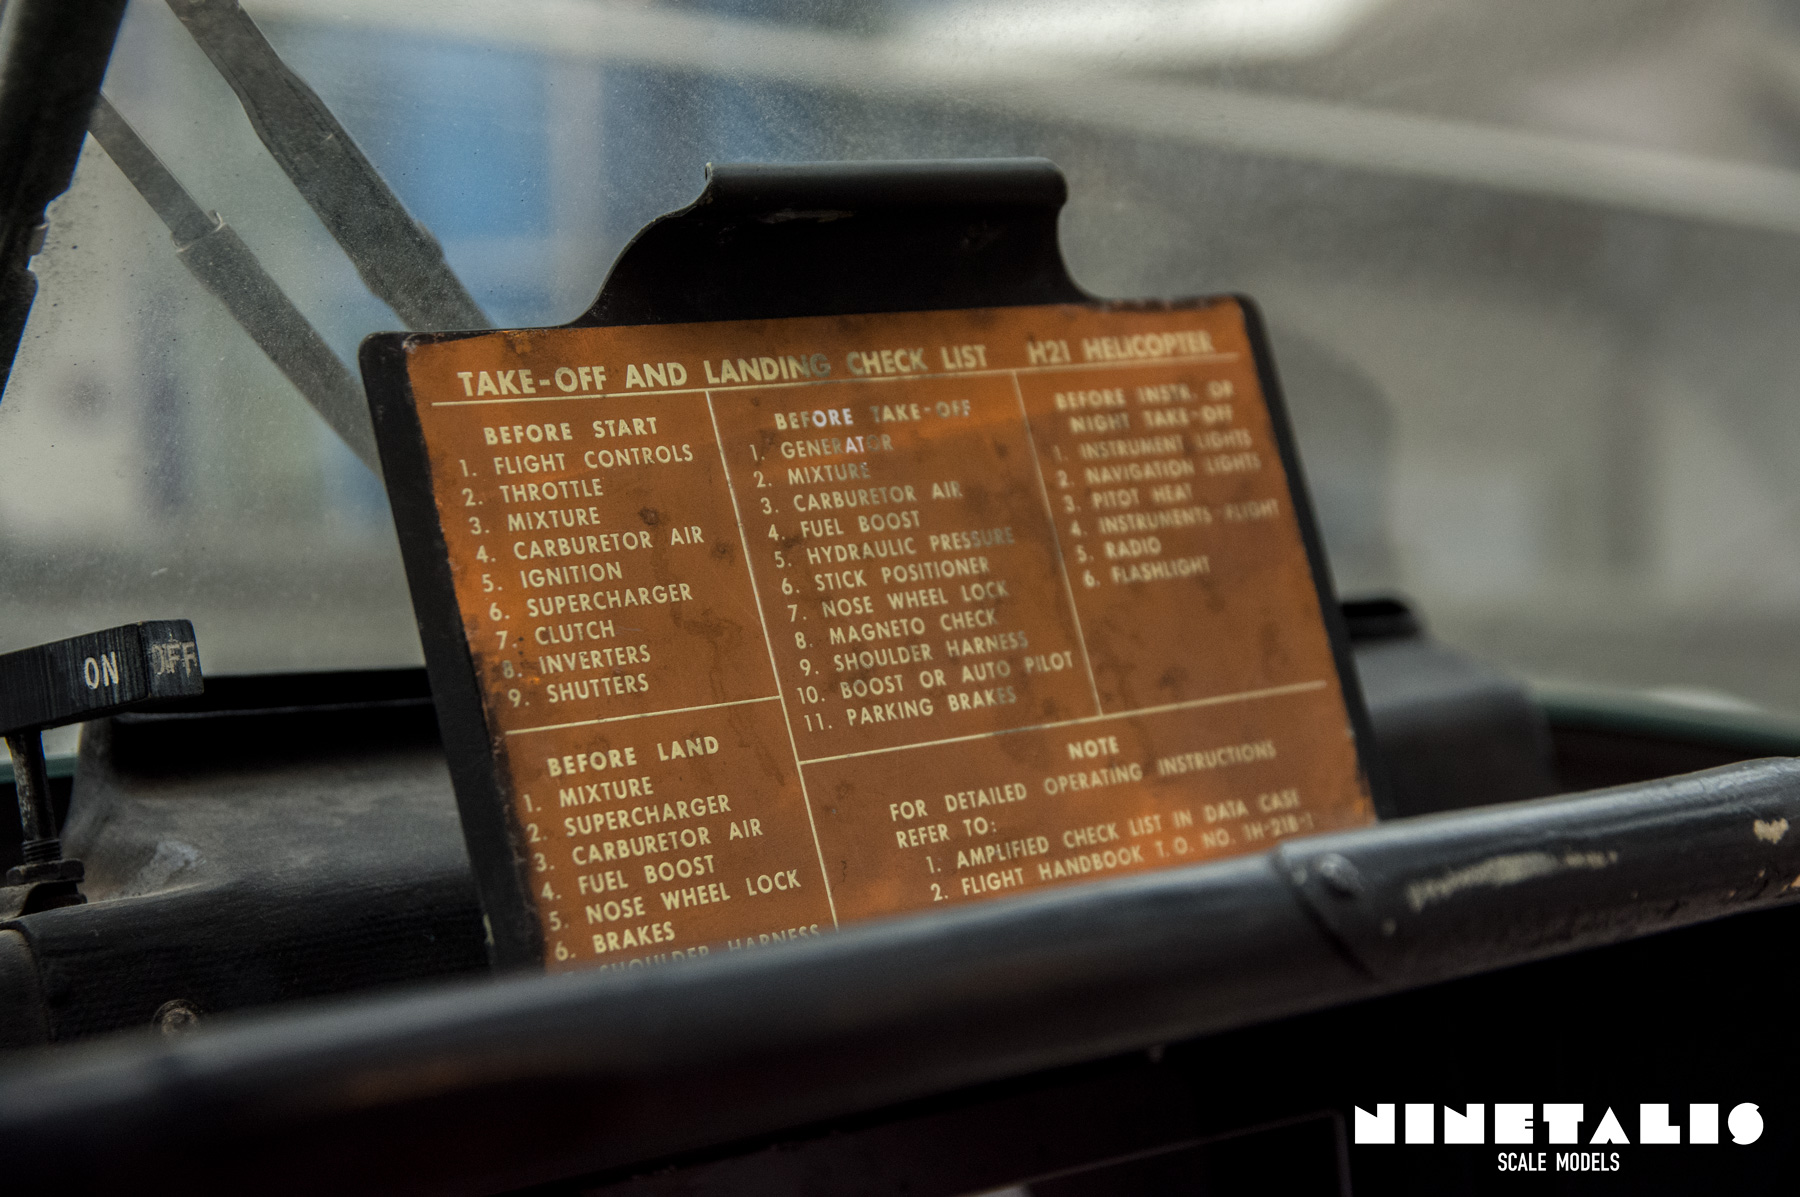 TAKE-OFF AND LANDING CHECK LIST H21 HELICOPTER
BEFORE START
1. FLIGHT CONTROLS
2. THROTTLE
3. MIXTURE
4. CARBURETOR AIR
5. IGNITION
6. SUPERCHARGER
7. CLUTCH
8. INVERTERS
9. SHUTTERS
BEFORE LAND
1. MIXTURE
2. SUPERCHARGER
3. CARBURETOR AIR
4. FUEL BOOST
5. NOSE WHEEL LOCK
6. BRAKES
SHOULDER HARNESS
BEFORE TAKE-OFF
1. GENERATOR
2. MIXTURE
3. CARBURETOR AIR
4. FUEL BOOST
5. HYDRAULIC PRESSURE
6. STICK POSITIONER
7. NOSE WHEEL LOCK
8. MAGNETO CHECK
9. SHOULDER HARNESS
10. BOOST OR AUTO PILOT
11. PARKING BRAKES
BEFORE INSTR. OR
NIGHT TAKE-OFF
1. INSTRUMENT LIGHTS
2. NAVIGATION LIGHTS
3. PITOT HEAT
4. INSTRUMENTS-FLIGHT
5. RADIO
6. FLASHLIGHT
NOTE
FOR DETAILED OPERATING INSTRUCTIONS
REFER TO:
1. AMPLIFIED CHECK LIST IN DATA CASE
2. FLIGHT HANDBOOK T.O. NO. 1H-21B-1
ON
DIFF
NINETALIS
SCALE MODELS